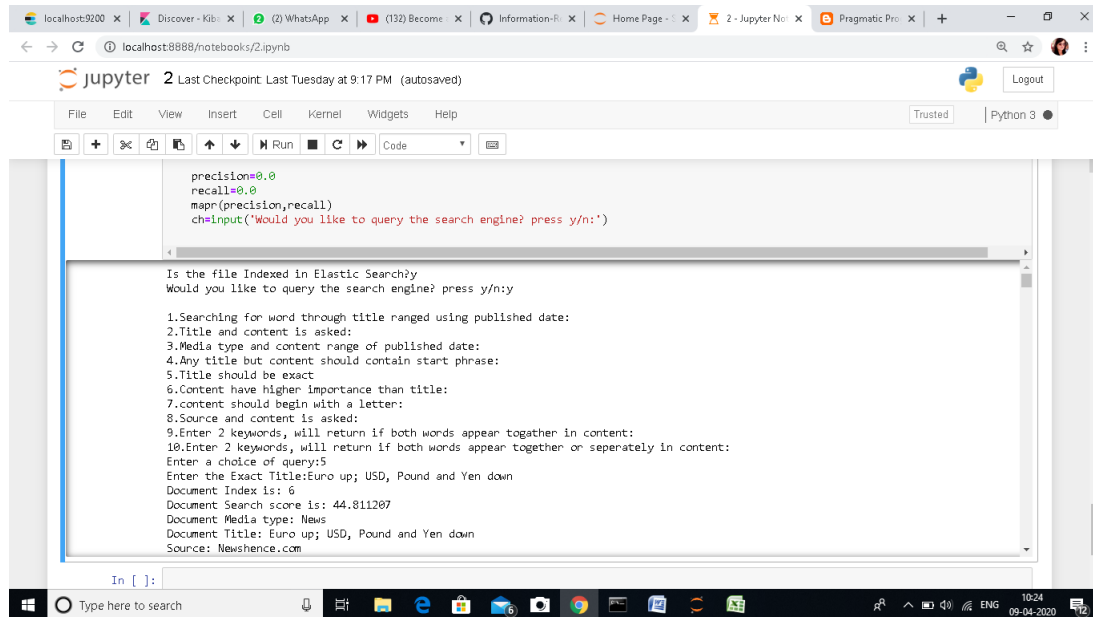 localhost:9200
Discover - Kib
(2) WhatsApp
(132) Become
Information-R
Home Page - S
2 - Jupyter Not
Pragmatic Pro
localhost:8888/notebooks/2.ipynb
jupyter 2 Last Checkpoint: Last Tuesday at 9:17 PM (autosaved)
Logout
File Edit View Insert Cell Kernel Widgets Help
Trusted
Python 3
Run
Code
precision=0.0
recall=0.0
mapr(precision,recall)
ch=input('Would you like to query the search engine? press y/n:')
Is the file Indexed in Elastic Search?y
Would you like to query the search engine? press y/n:y
1.Searching for word through title ranged using published date:
2.Title and content is asked:
3.Media type and content range of published date:
4.Any title but content should contain start phrase:
5.Title should be exact
6.Content have higher importance than title:
7.content should begin with a letter:
8.Source and content is asked:
9.Enter 2 keywords, will return if both words appear togather in content:
10.Enter 2 keywords, will return if both words appear together or seperately in content:
Enter a choice of query:5
Enter the Exact Title:Euro up; USD, Pound and Yen down
Document Index is: 6
Document Search score is: 44.811207
Document Media type: News
Document Title: Euro up; USD, Pound and Yen down
Source: Newshence.com
In [ ]:
Type here to search
6
ENG
10:24
09-04-2020
12